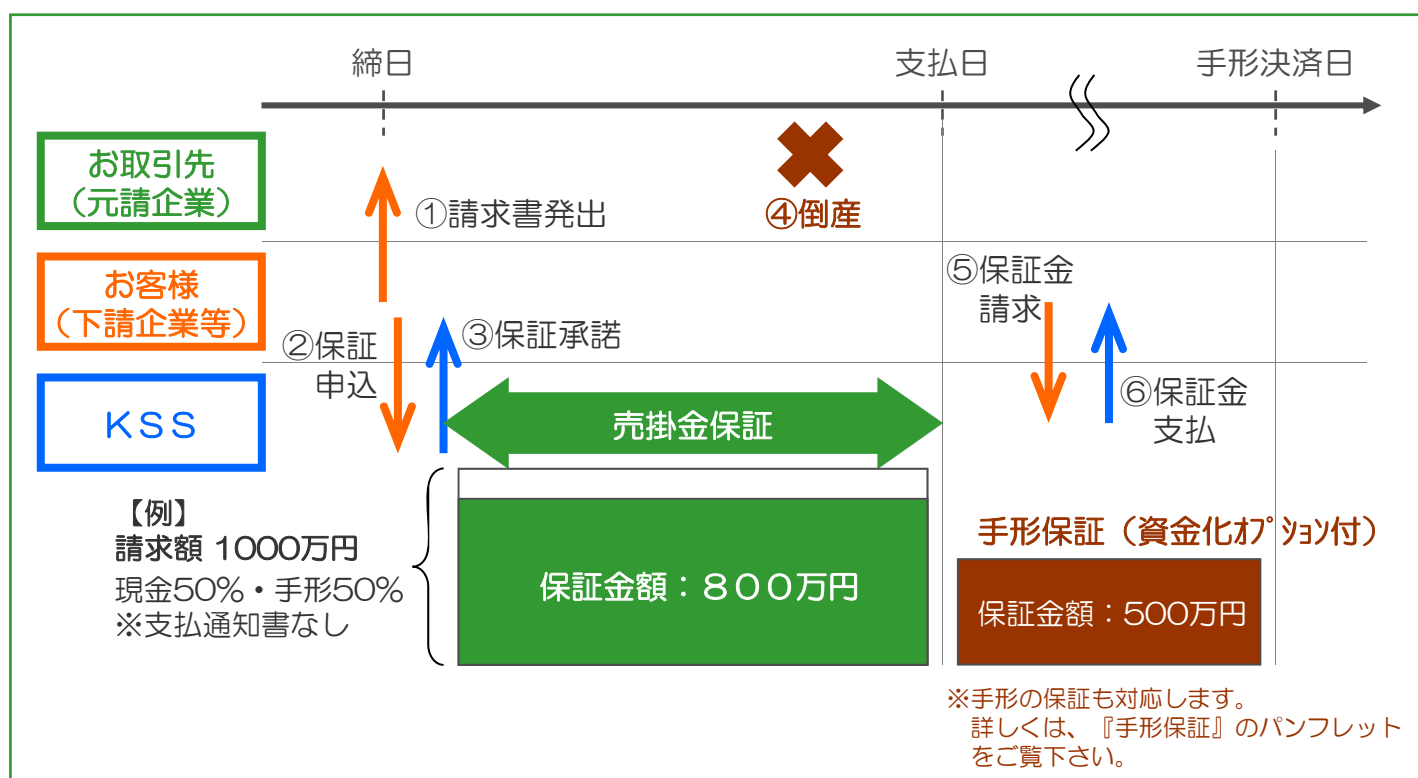 締日
支払日
手形決済日
お取引先
（元請企業）
①請求書発出
④倒産
お客様
（下請企業等）
②保証
申込
③保証承諾
⑤保証金
請求
KSS
売掛金保証
⑥保証金
支払
【例】
請求額 1000万円
現金50%・手形50%
※支払通知書なし
保証金額：８００万円
手形保証（資金化ｵﾌﾟｼｮﾝ付）
保証金額：500万円
※手形の保証も対応します。
詳しくは、『手形保証』のパンフレット
をご覧下さい。